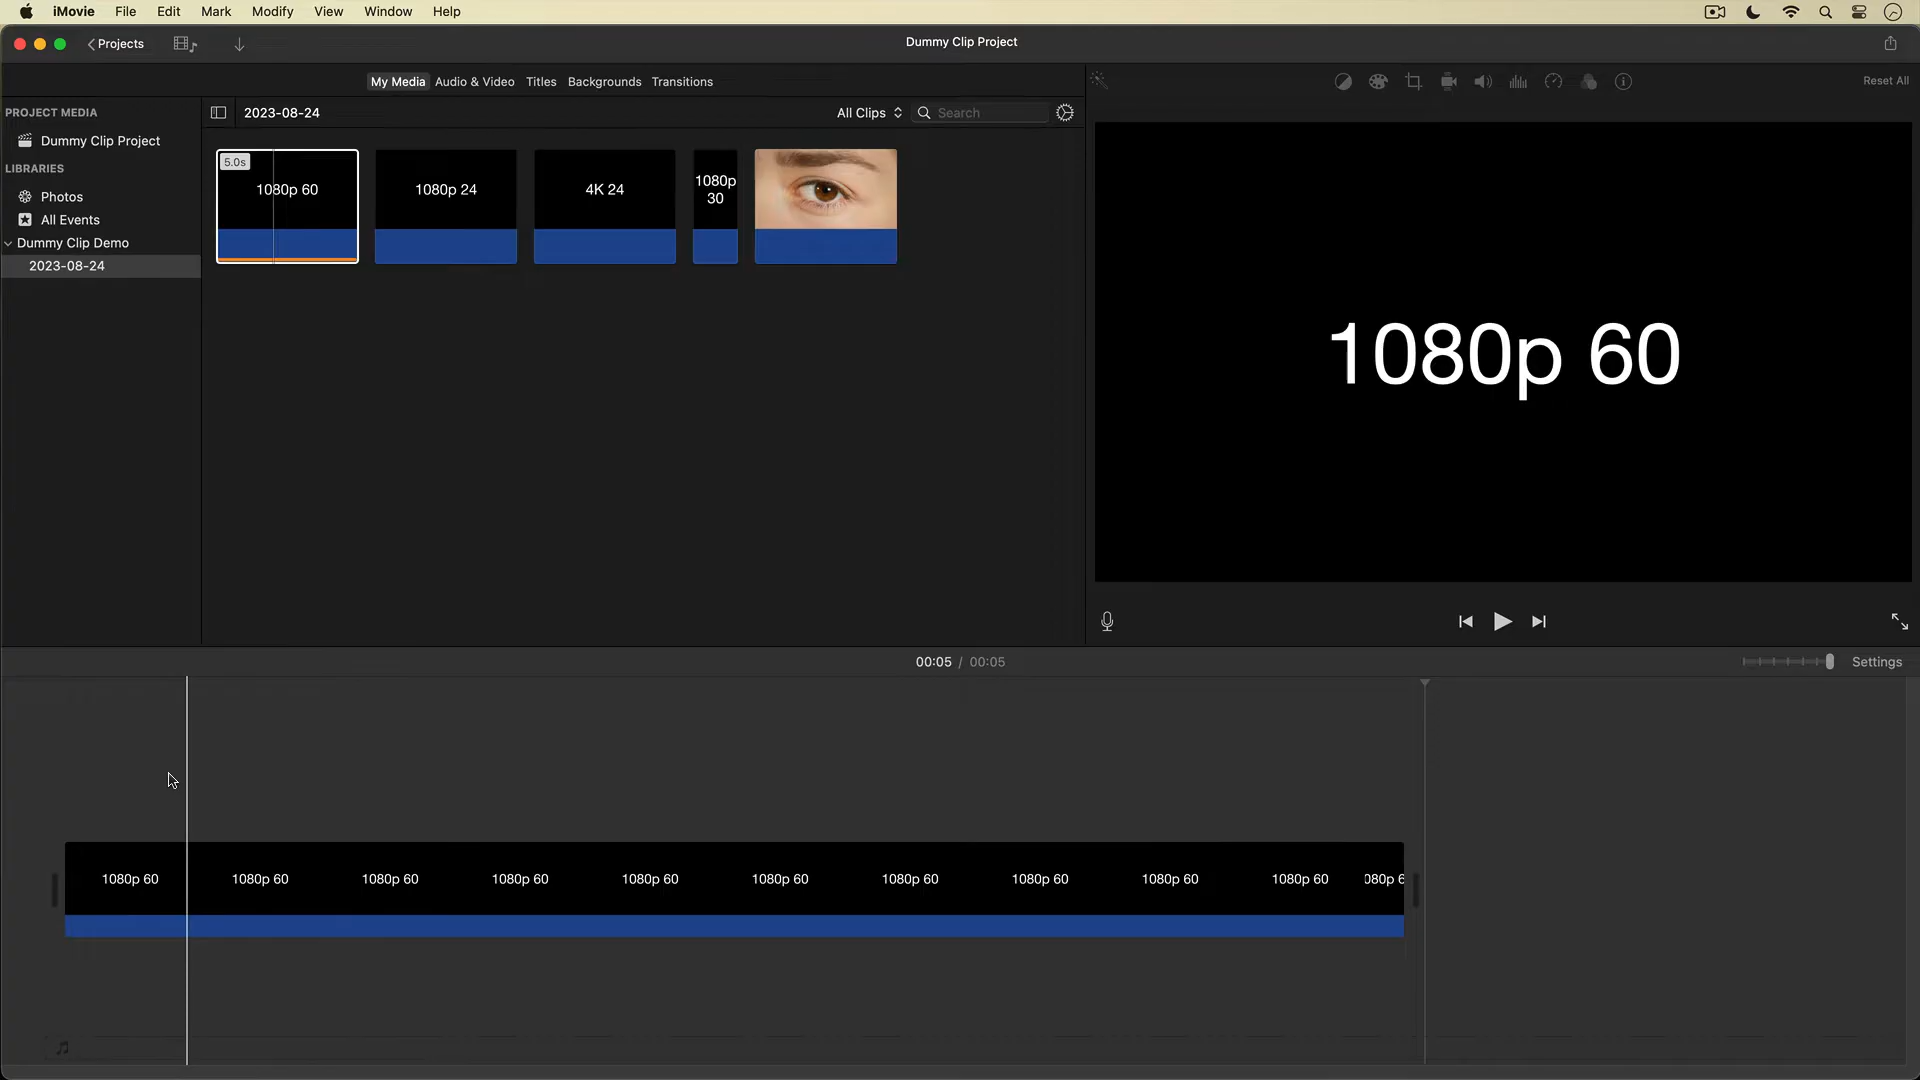 iMovie File Edit Mark Modify View Window Help
Projects
Dummy Clip Project
My Media Audio & Video Titles Backgrounds Transitions
Reset All
PROJECT MEDIA
Dummy Clip Project
LIBRARIES
Photos
All Events
Dummy Clip Demo
2023-08-24
2023-08-24
All Clips
Search
5.0s
1080p 60
1080p 24
4K 24
1080p
30
1080p 60
00:05 / 00:05
Settings
1080p 60 1080p 60 1080p 60 1080p 60 1080p 60 1080p 60 1080p 60 1080p 60 1080p 60 1080p 60 080p 6